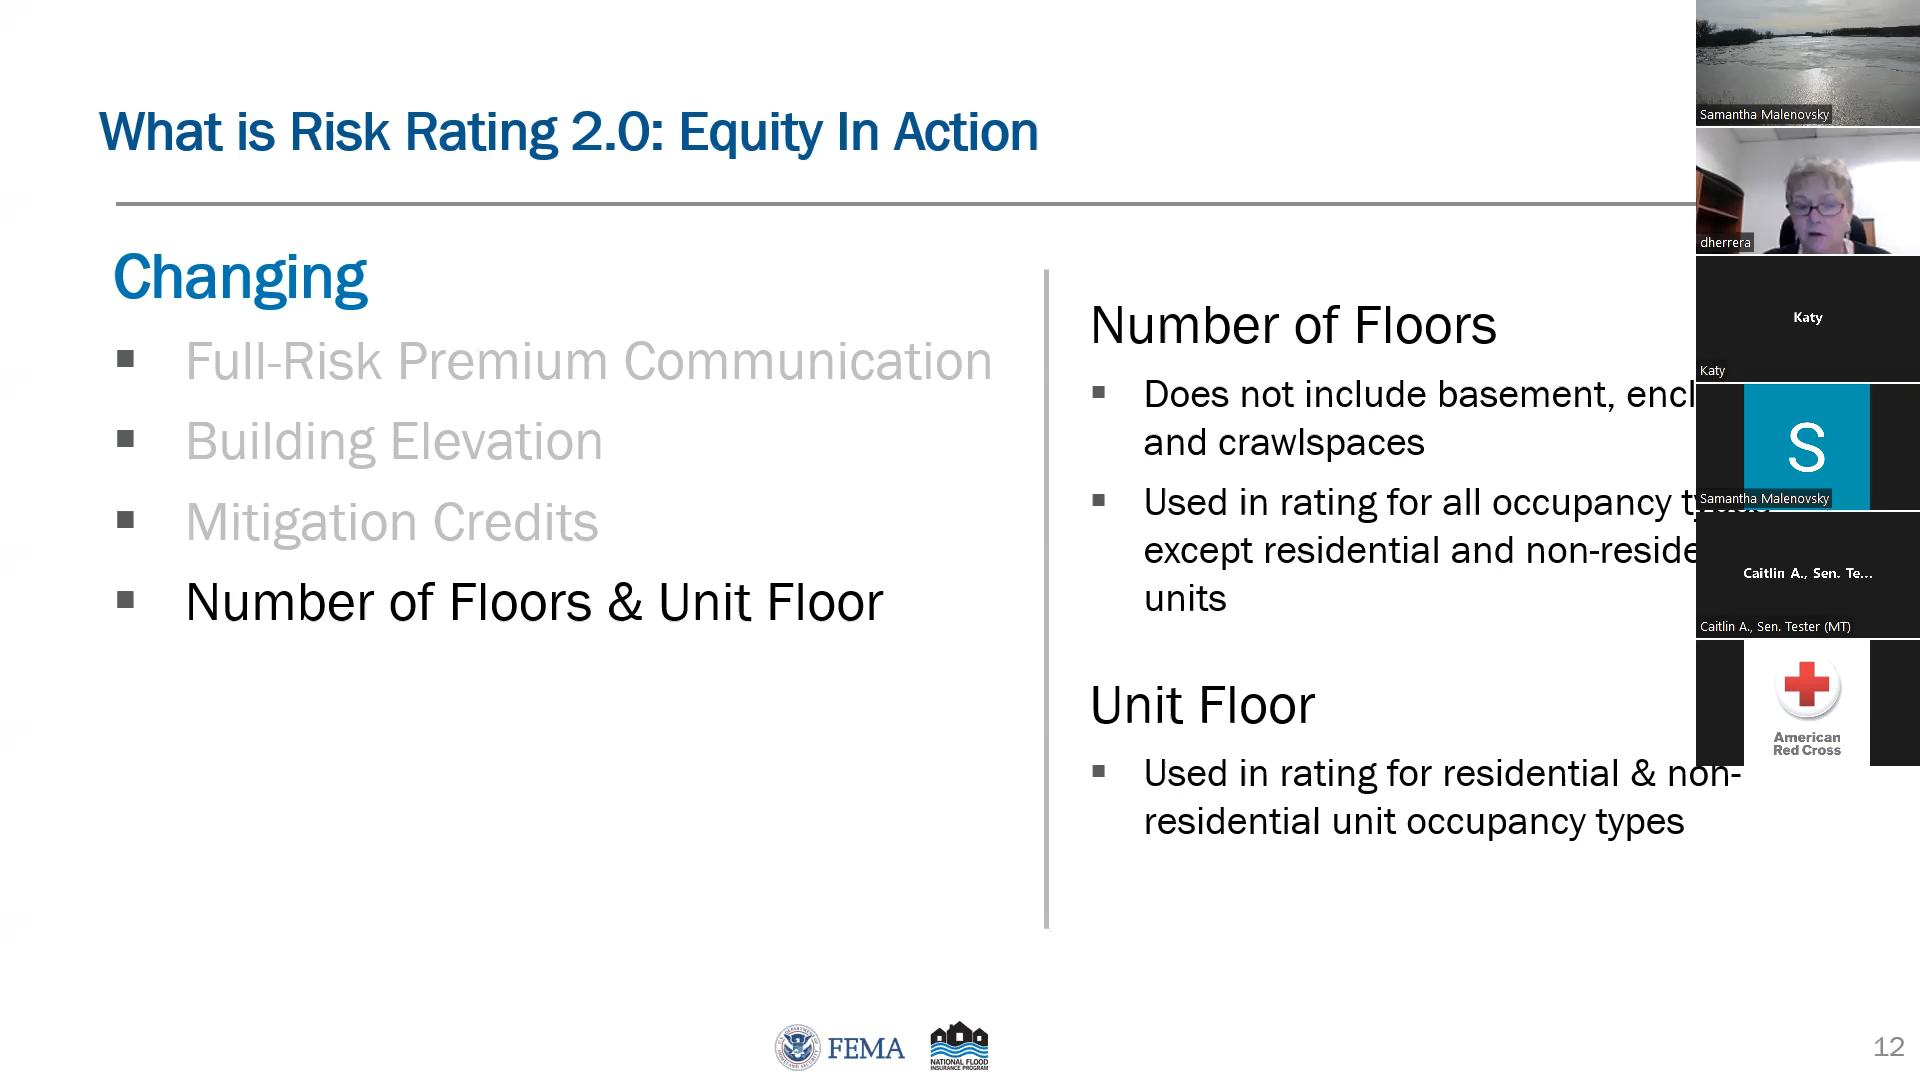 What is Risk Rating 2.0: Equity In Action
Changing
Full-Risk Premium Communication
Building Elevation
Mitigation Credits
Number of Floors & Unit Floor
Number of Floors
Does not include basement,
and crawlspaces
Used in rating for all occupancy
except residential and
units
Unit Floor
Used in rating for residential & non-
residential unit occupancy types
Samantha Malenovsky
dherrera
Katy
Katy
S
Samantha Malenovsky
Caitlin A., Sen. Te...
Caitlin A., Sen. Tester (MT)
American
Red Cross
FEMA
NATIONAL FLOOD
INSURANCE PROGRAM
12